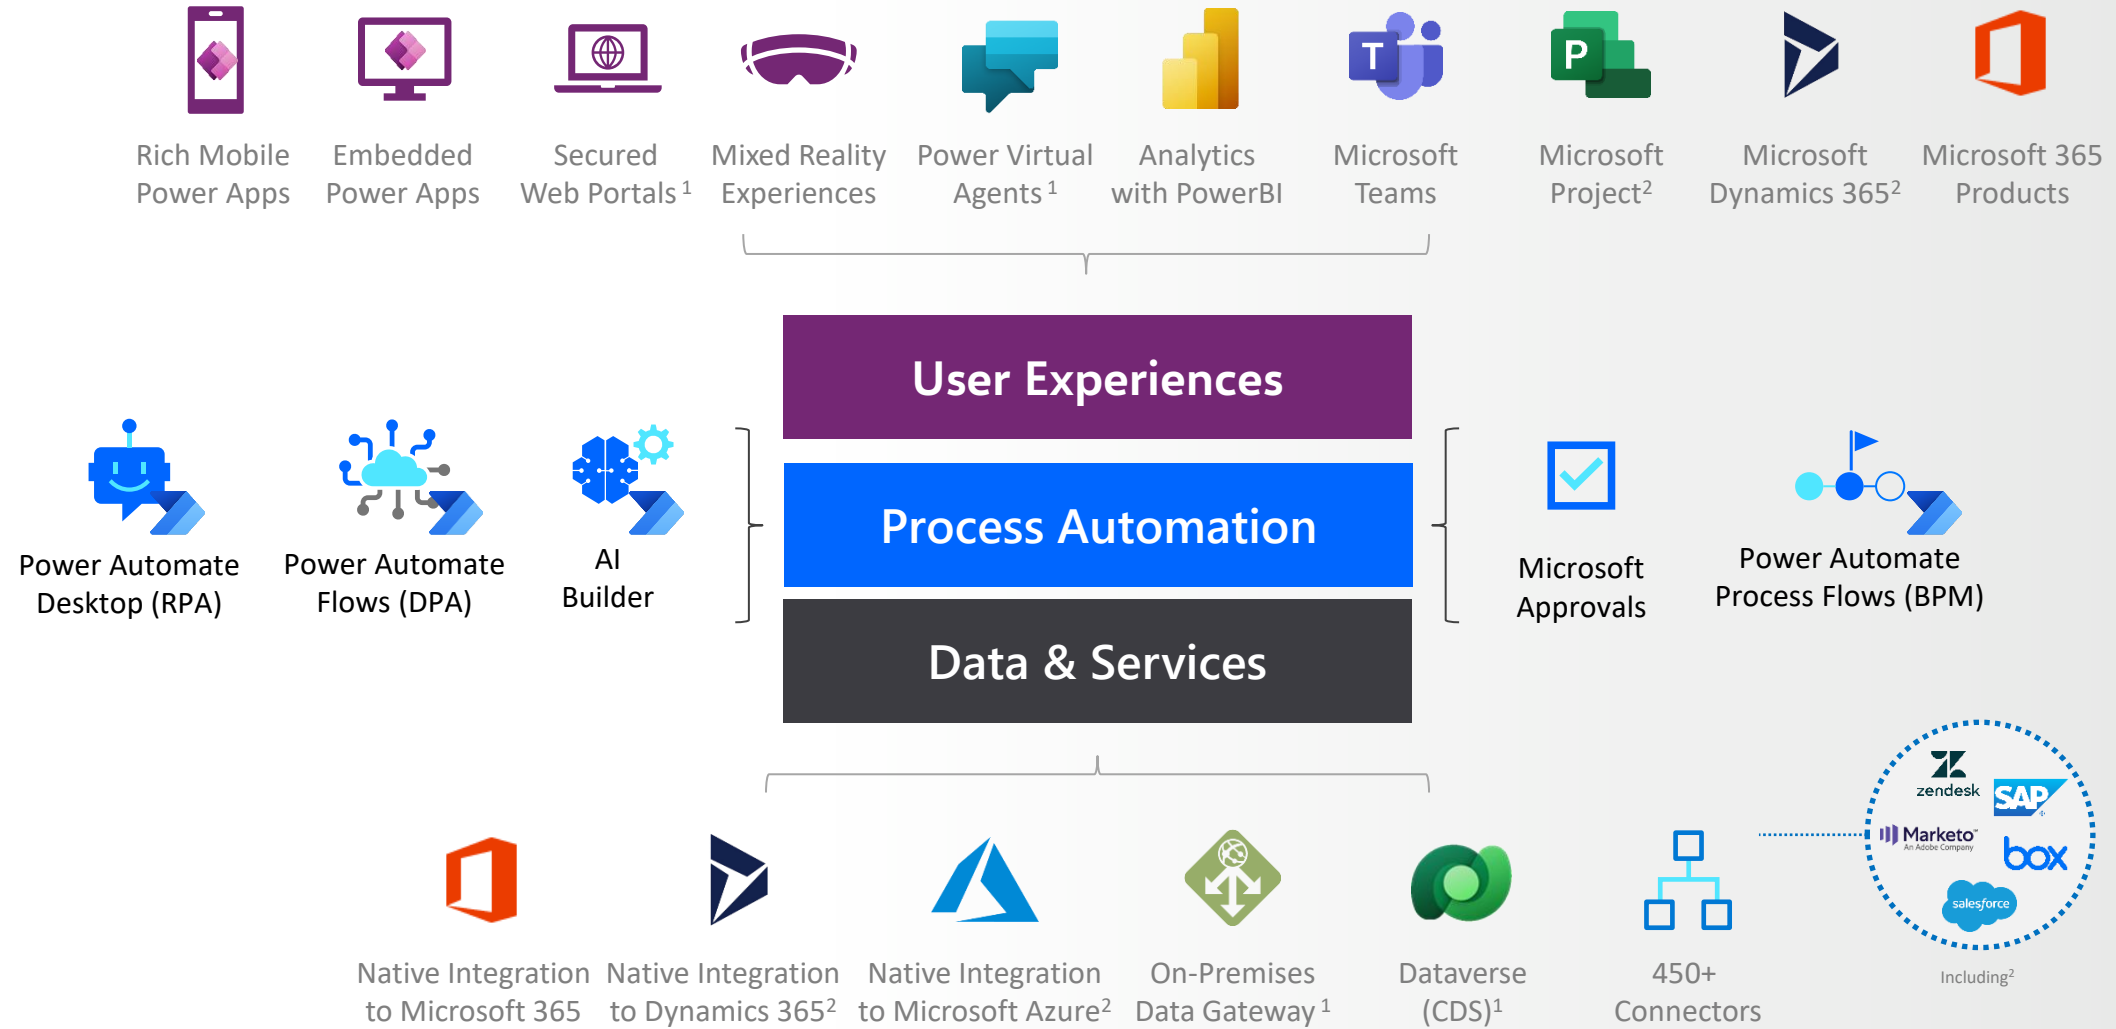 Rich Mobile
Power Apps
Embedded
Power Apps
Secured
Web Portals 1
Mixed Reality
Experiences
Power Virtual
Agents 1
Analytics
with PowerBI
T
Microsoft
Teams
P
Microsoft
Project2
Microsoft
Dynamics 3652
Microsoft 365
Products
User Experiences
Process Automation
Data & Services
Power Automate
Desktop (RPA)
Power Automate
Flows (DPA)
AI
Builder
Microsoft
Approvals
Power Automate
Process Flows (BPM)
Native Integration
to Microsoft 365
Native Integration
to Dynamics 3652
Native Integration
to Microsoft Azure2
On-Premises
Data Gateway 1
Dataverse
(CDS)1
450+
Connectors
zendesk
SAP
Marketo™
An Adobe Company
box
salesforce
Including2